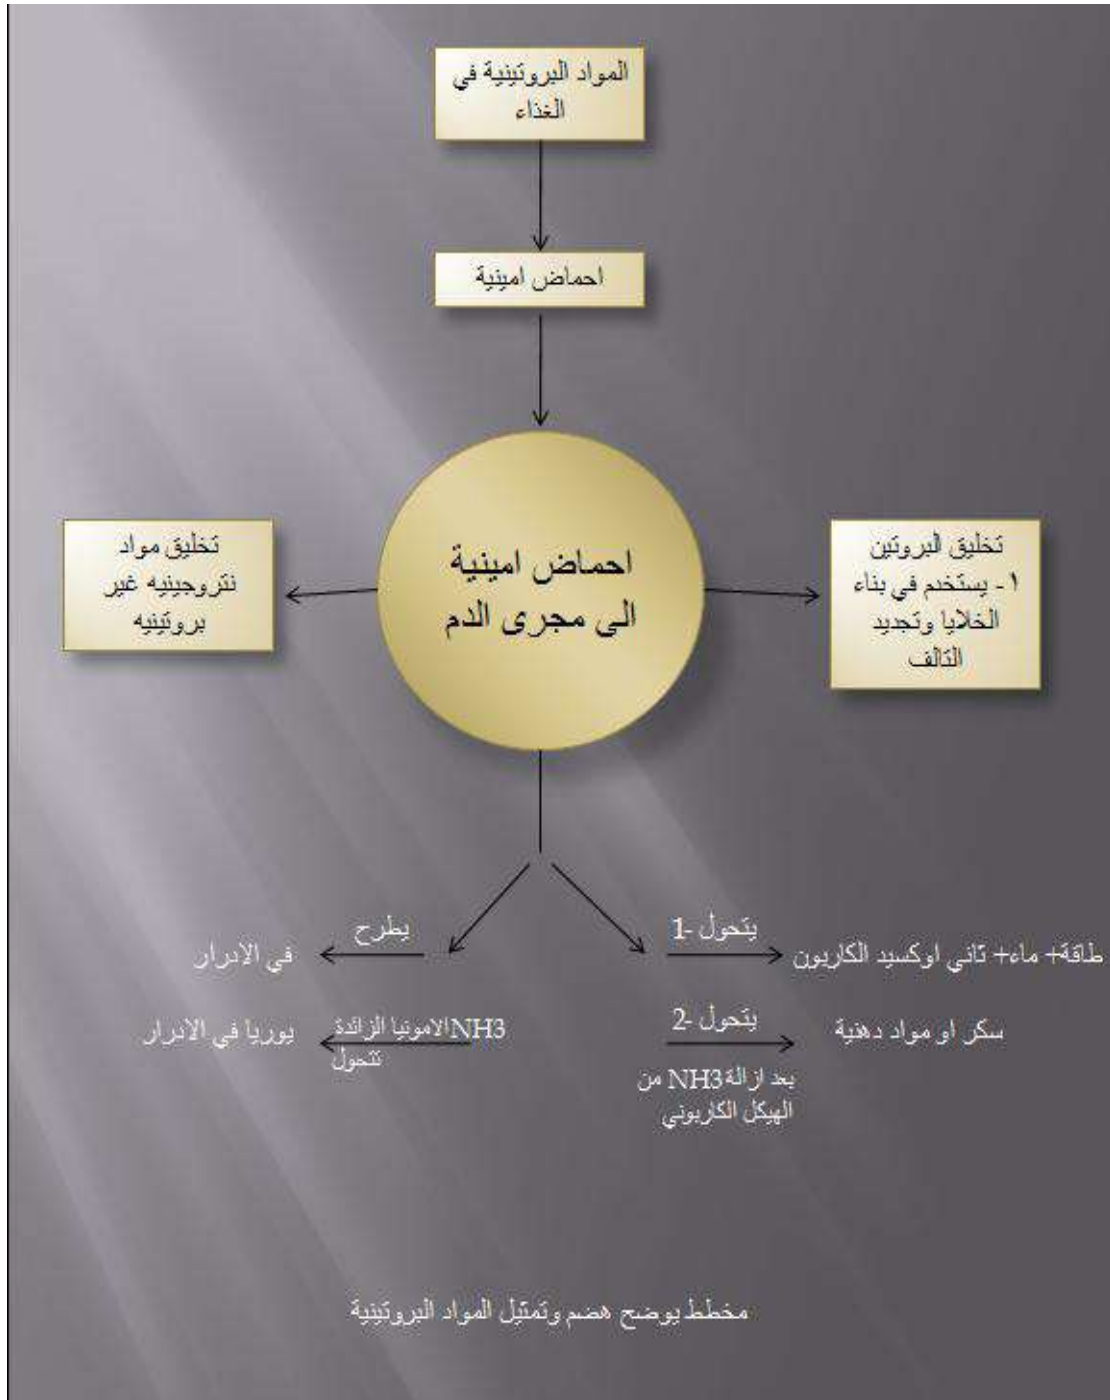 المواد البروتينية في
الغذاء
احماض امينية
احماض امينية
الى مجرى الدم
تخليق البروتين
١- يستخدم في بناء
الخلايا وتجديد
التالف
تخليق مواد
نتروجينيه غير
بروتينيه
يتحول -1
طاقة+ ماء+ ثاني اوكسيد الكاربون
يطرح
في الادرار
يتحول -2
سكر او مواد دهنية
بعد ازالة NH3 من
الهيكل الكاربوني
NH3الامونيا الزائدة
تتحول
يوريا في الادرار
مخطط يوضح هضم وتمثيل المواد البروتينية